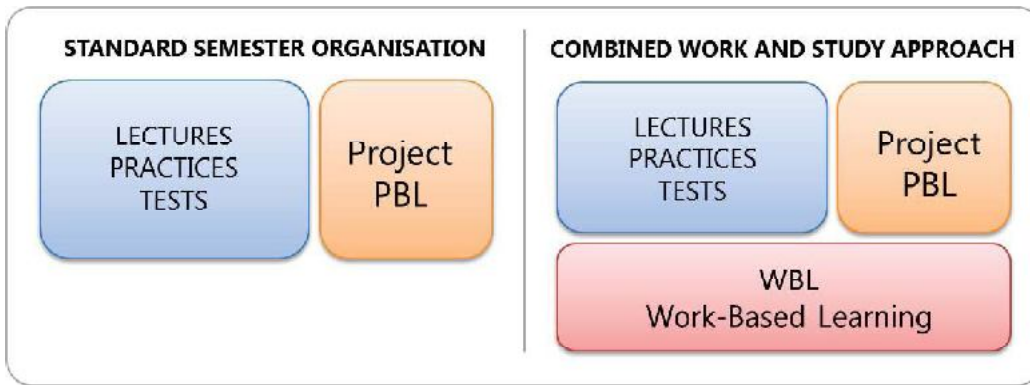 STANDARD SEMESTER ORGANISATION
LECTURES
PRACTICES
TESTS
Project
PBL
COMBINED WORK AND STUDY APPROACH
LECTURES
PRACTICES
TESTS
Project
PBL
WBL
Work-Based Learning